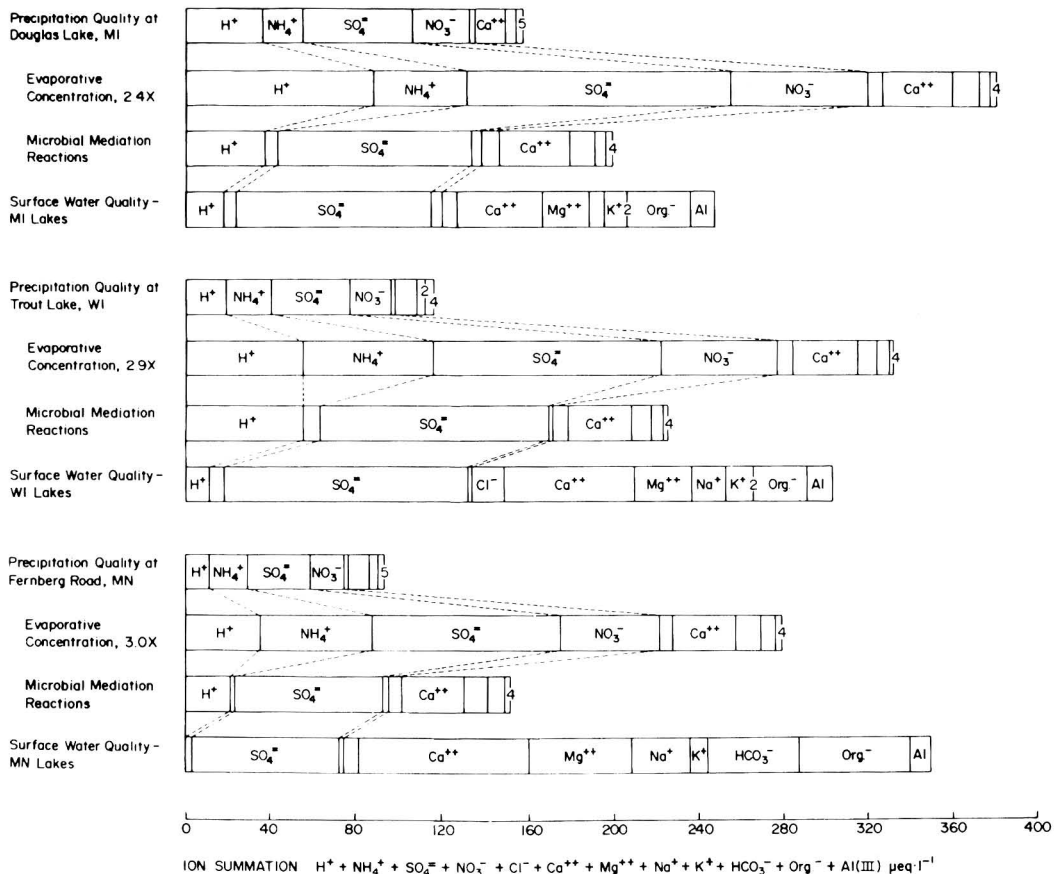 Precipitation Quality at
Douglas Lake, MI
H⁺ NH₄⁺ SO₄⁼ NO₃⁻ Ca⁺⁺ 5
Evaporative
Concentration, 2.4X
H⁺ NH₄⁺ SO₄⁼ NO₃⁻ Ca⁺⁺ 4
Microbial Mediation
Reactions
H⁺ SO₄⁼ Ca⁺⁺ 4
Surface Water Quality-
MI Lakes
H⁺ SO₄⁼ Ca⁺⁺ Mg⁺⁺ K⁺ 2 Org.⁻ Al
Precipitation Quality at
Trout Lake, WI
H⁺ NH₄⁺ SO₄⁼ NO₃⁻ 2 4
Evaporative
Concentration, 2.9X
H⁺ NH₄⁺ SO₄⁼ NO₃⁻ Ca⁺⁺ 4
Microbial Mediation
Reactions
H⁺ SO₄⁼ Ca⁺⁺ 4
Surface Water Quality-
WI Lakes
H⁺ SO₄⁼ Cl⁻ Ca⁺⁺ Mg⁺⁺ Na⁺ K⁺ 2 Org.⁻ Al
Precipitation Quality at
Fernberg Road, MN
H⁺ NH₄⁺ SO₄⁼ NO₃⁻ 5
Evaporative
Concentration, 3.0X
H⁺ NH₄⁺ SO₄⁼ NO₃⁻ Ca⁺⁺ 4
Microbial Mediation
Reactions
H⁺ SO₄⁼ Ca⁺⁺ 4
Surface Water Quality-
MN Lakes
SO₄⁼ Ca⁺⁺ Mg⁺⁺ Na⁺ K⁺ HCO₃⁻ Org.⁻ Al
0 40 80 120 160 200 240 280 320 360 400
ION SUMMATION H⁺ + NH₄⁺ + SO₄⁼ + NO₃⁻ + Cl⁻ + Ca⁺⁺ + Mg⁺⁺ + Na⁺ + K⁺ + HCO₃⁻ + Org⁻ + Al(III) μeq·l⁻¹